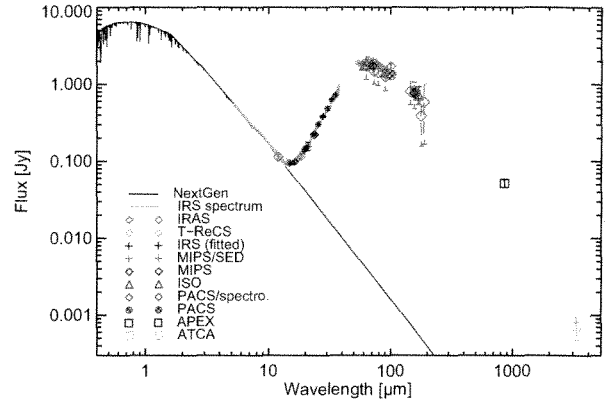 10.000
1.000
0.100
0.010
0.001
Flux [Jy]
NextGen
IRS spectrum
IRAS
T-ReCS
IRS (fitted)
MIPS/SED
MIPS
ISO
PACS/spectro.
PACS
APEX
ATCA
1
10
100
1000
Wavelength [μm]